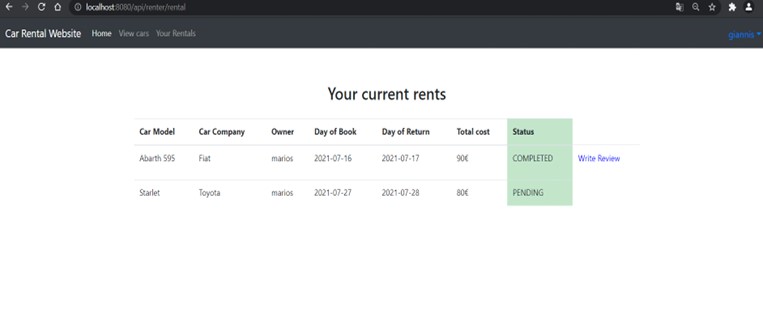 localhost:8080/api/renter/rental
Car Rental Website Home View cars Your Rentals giannis
Your current rents
Car Model Car Company Owner Day of Book Day of Return Total cost Status
Abarth 595 Fiat marios 2021-07-16 2021-07-17 90€ COMPLETED Write Review
Starlet Toyota marios 2021-07-27 2021-07-28 80€ PENDING